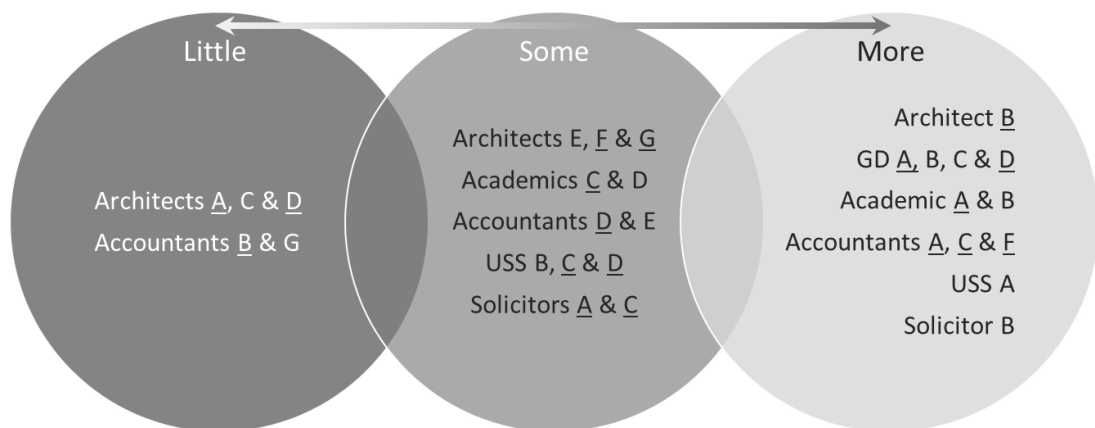 Little
Some
More
Architects A, C & D
Accountants B & G
Architects E, F & G
Academics C & D
Accountants D & E
USS B, C & D
Solicitors A & C
Architect B
GD A, B, C & D
Academic A & B
Accountants A, C & F
USS A
Solicitor B